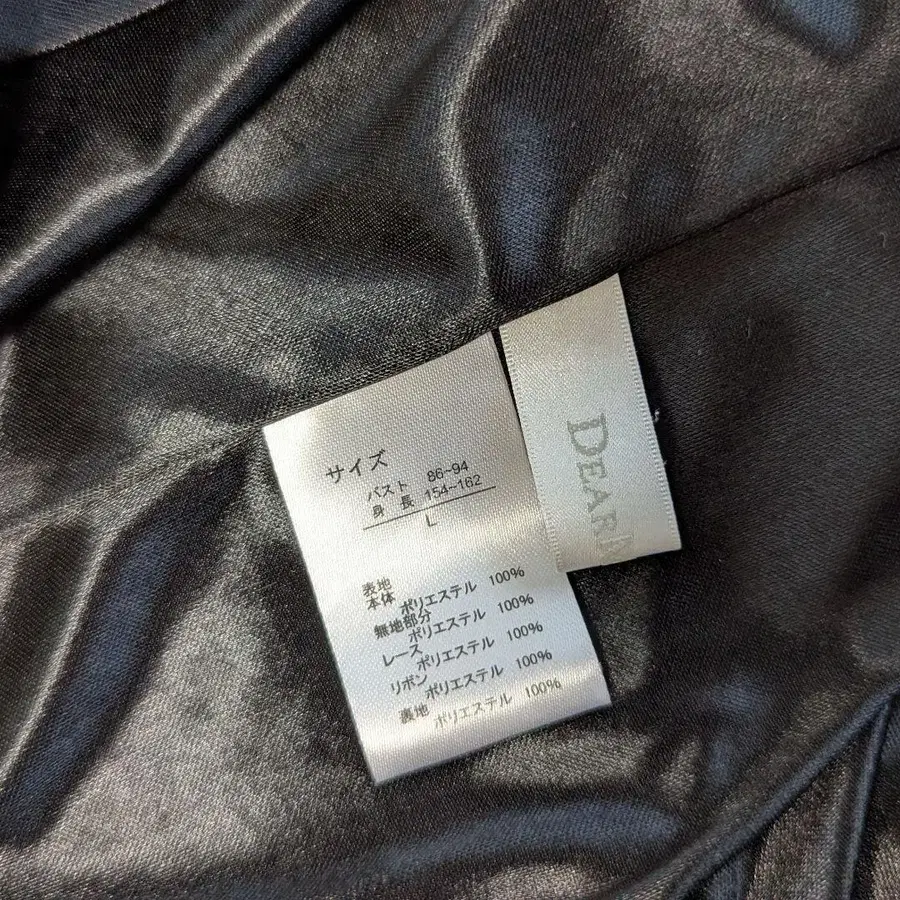 サイズ
バスト 86-94
身長 154-162
L
表地
本体
ポリエステル 100%
無地部分
ポリエステル 100%
レース
ポリエステル 100%
リボン
ポリエステル 100%
裏地
ポリエステル 100%
DEAR